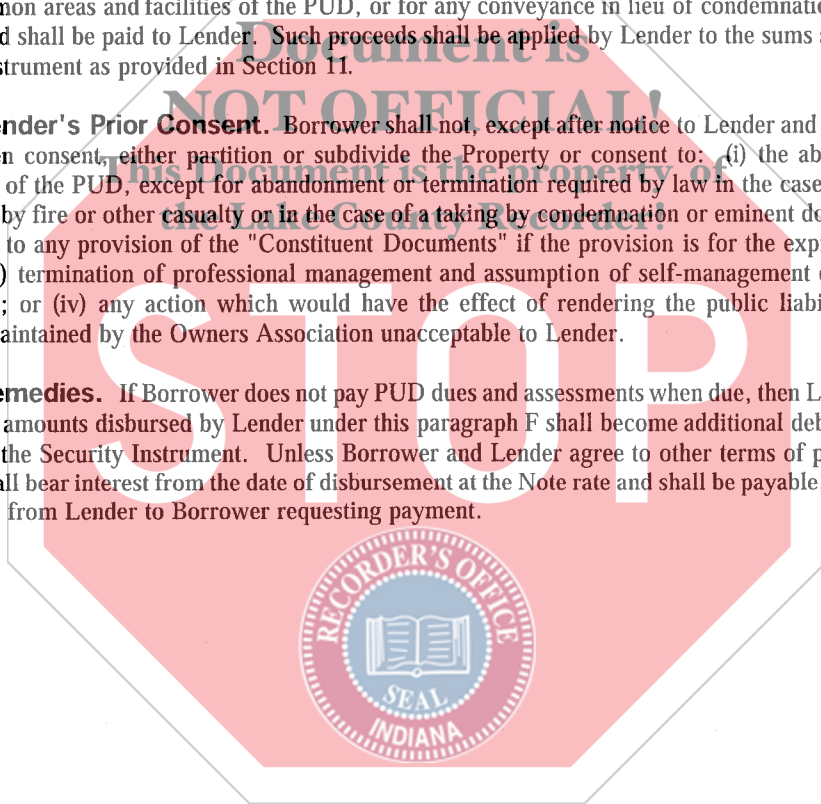 mon areas and facilities of the PUD, or for any conveyance in lieu of condemnatio
d shall be paid to Lender. Such proceeds shall be applied by Lender to the sums
strument as provided in Section 11.
Document is
NOT OFFICIAL!
This Document is the property of
the Lake County Recorder!
nder's Prior Consent. Borrower shall not, except after notice to Lender and
n consent, either partition or subdivide the Property or consent to: (i) the ab
of the PUD, except for abandonment or termination required by law in the case
by fire or other casualty or in the case of a taking by condemnation or eminent do
to any provision of the "Constituent Documents" if the provision is for the exp
) termination of professional management and assumption of self-management
; or (iv) any action which would have the effect of rendering the public liabi
aintained by the Owners Association unacceptable to Lender.
STOP
emedies. If Borrower does not pay PUD dues and assessments when due, then L
amounts disbursed by Lender under this paragraph F shall become additional deb
the Security Instrument. Unless Borrower and Lender agree to other terms of p
all bear interest from the date of disbursement at the Note rate and shall be payable
from Lender to Borrower requesting payment.
RECORDER'S OFFICE
SEAL
INDIANA